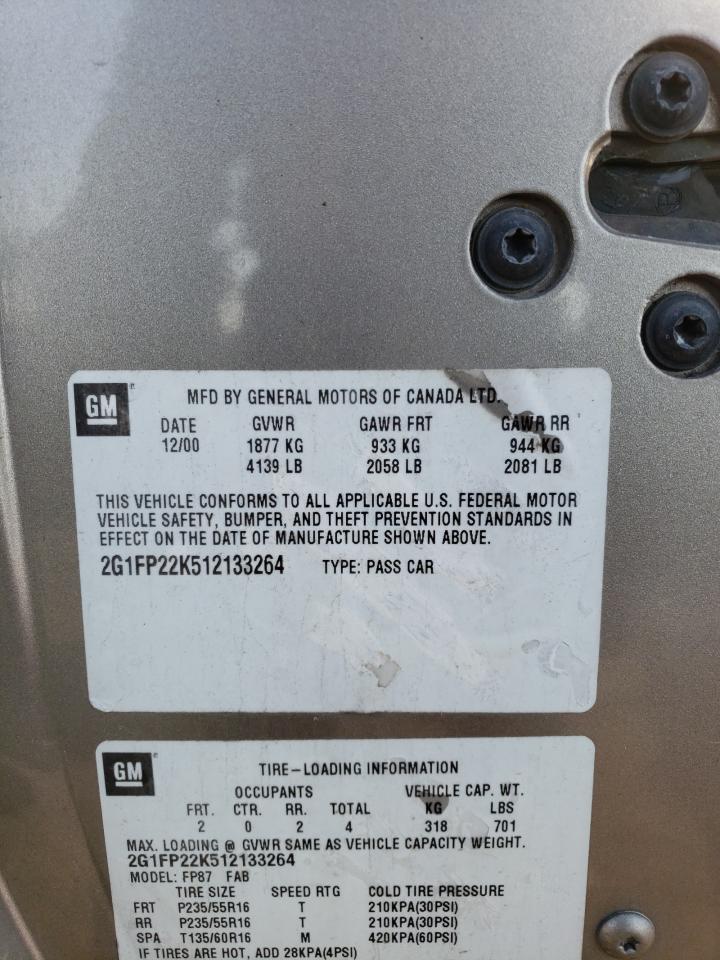 GM
MFD BY GENERAL MOTORS OF CANADA LTD.
DATE GVWR GAWR FRT GAWR RR
12/00 1877 KG 933 KG 944 KG
4139 LB 2058 LB 2081 LB
THIS VEHICLE CONFORMS TO ALL APPLICABLE U.S. FEDERAL MOTOR
VEHICLE SAFETY, BUMPER, AND THEFT PREVENTION STANDARDS IN
EFFECT ON THE DATE OF MANUFACTURE SHOWN ABOVE.
2G1FP22K512133264 TYPE: PASS CAR
GM
TIRE-LOADING INFORMATION
OCCUPANTS VEHICLE CAP. WT.
FRT. CTR. RR. TOTAL KG LBS
2 0 2 4 318 701
MAX. LOADING @ GVWR SAME AS VEHICLE CAPACITY WEIGHT.
2G1FP22K512133264
MODEL: FP87 FAB
TIRE SIZE SPEED RTG COLD TIRE PRESSURE
FRT P235/55R16 T 210KPA(30PSI)
RR P235/55R16 T 210KPA(30PSI)
SPA T135/60R16 M 420KPA(60PSI)
IF TIRES ARE HOT, ADD 28KPA(4PSI)